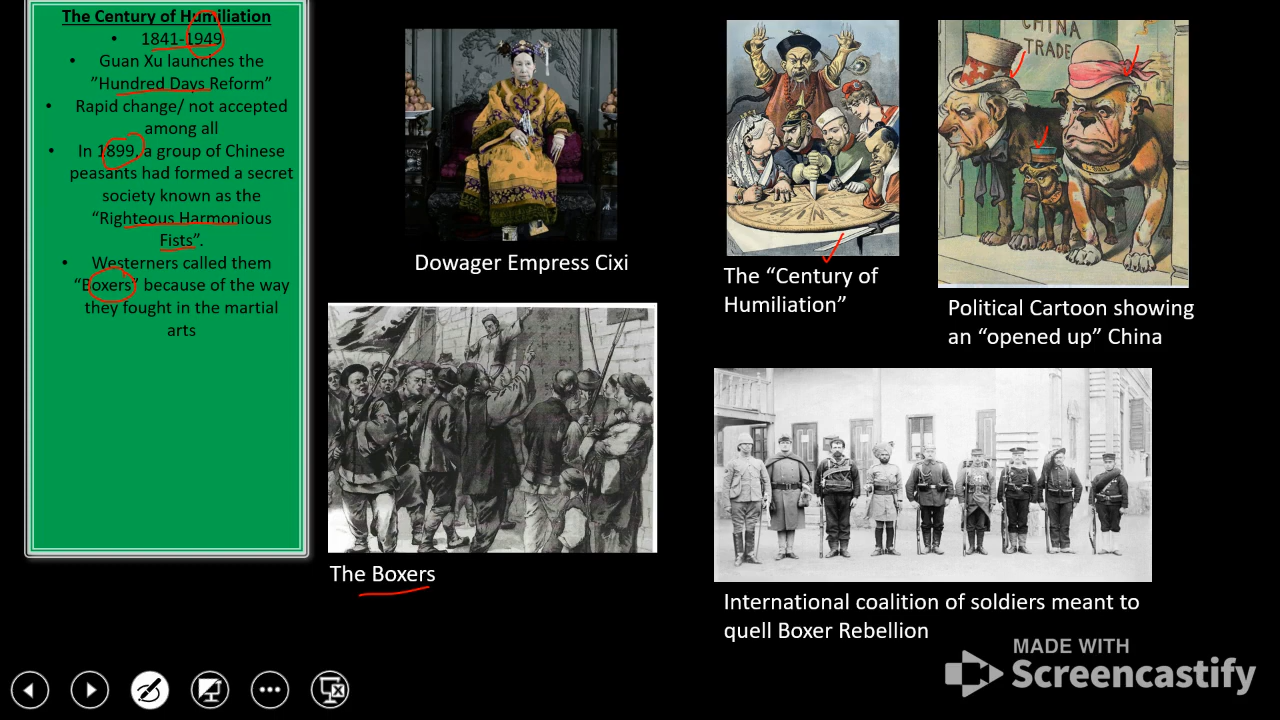 The Century of Humiliation
• 1841-1949
• Guan Xu launches the
”Hundred Days Reform”
• Rapid change/ not accepted
among all
• In 1899, a group of Chinese
peasants had formed a secret
society known as the
“Righteous Harmonious
Fists”.
• Westerners called them
“Boxers” because of the way
they fought in the martial
arts
Dowager Empress Cixi
CHINE
The “Century of
Humiliation”
CHINA
TRADE
Political Cartoon showing
an “opened up” China
The Boxers
International coalition of soldiers meant to
quell Boxer Rebellion
MADE WITH
Screencastify